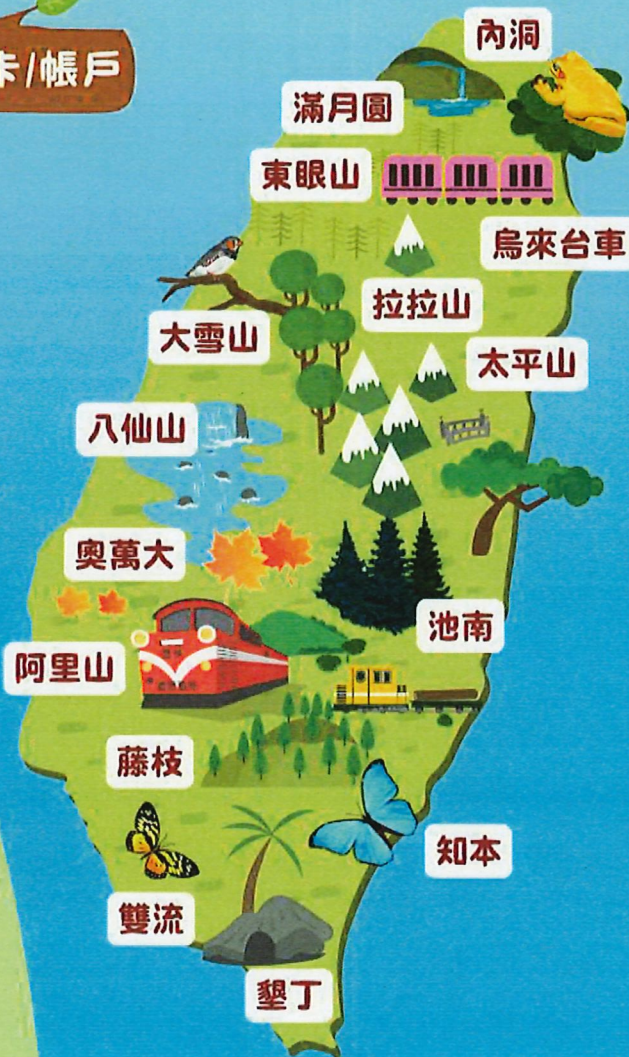 卡/帳戶
內洞
滿月圓
東眼山
烏來台車
拉拉山
大雪山
太平山
八仙山
奧萬大
池南
阿里山
藤枝
知本
雙流
墾丁